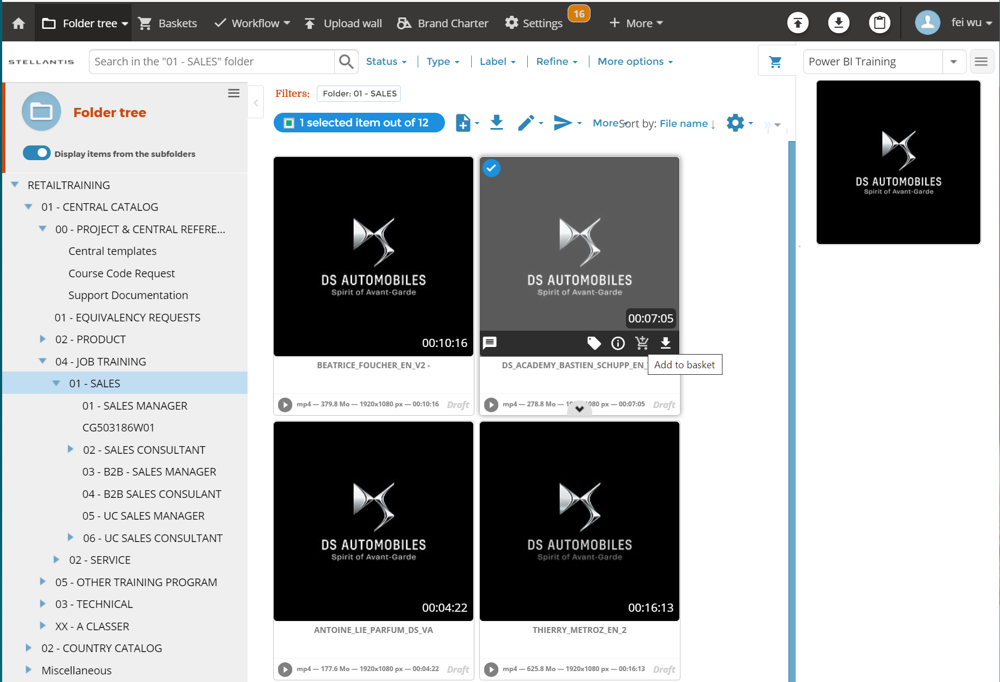 Folder tree
Baskets
Workflow
Upload wall
Brand Charter
Settings
16
More
fei wu
STELLANTIS
Search in the "01 - SALES" folder
Status
Type
Label
Refine
More options
Power BI Training
Folder tree
Display items from the subfolders
RETAILTRAINING
01 - CENTRAL CATALOG
00 - PROJECT & CENTRAL REFERE...
Central templates
Course Code Request
Support Documentation
01 - EQUIVALENCY REQUESTS
02 - PRODUCT
04 - JOB TRAINING
01 - SALES
01 - SALES MANAGER
CG503186W01
02 - SALES CONSULTANT
03 - B2B - SALES MANAGER
04 - B2B SALES CONSULANT
05 - UC SALES MANAGER
06 - UC SALES CONSULTANT
02 - SERVICE
05 - OTHER TRAINING PROGRAM
03 - TECHNICAL
XX - A CLASSER
02 - COUNTRY CATALOG
Miscellaneous
Filters:
Folder: 01 - SALES
1 selected item out of 12
More
Sort by: File name ↓
DS AUTOMOBILES
Spirit of Avant-Garde
00:10:16
BEATRICE_FOUCHER_EN_V2 -
mp4 — 379.8 Mo — 1920x1080 px — 00:10:16
Draft
DS AUTOMOBILES
Spirit of Avant-Garde
00:07:05
Add to basket
DS_ACADEMY_BASTIEN_SCHUPP_EN_
mp4 — 278.8 Mo — 080 px — 00:07:05
Draft
DS AUTOMOBILES
Spirit of Avant-Garde
00:04:22
ANTOINE_LIE_PARFUM_DS_VA
mp4 — 177.6 Mo — 1920x1080 px — 00:04:22
Draft
DS AUTOMOBILES
Spirit of Avant-Garde
00:16:13
THIERRY_METROZ_EN_2
mp4 — 625.8 Mo — 1920x1080 px — 00:16:13
Draft
DS AUTOMOBILES
Spirit of Avant-Garde